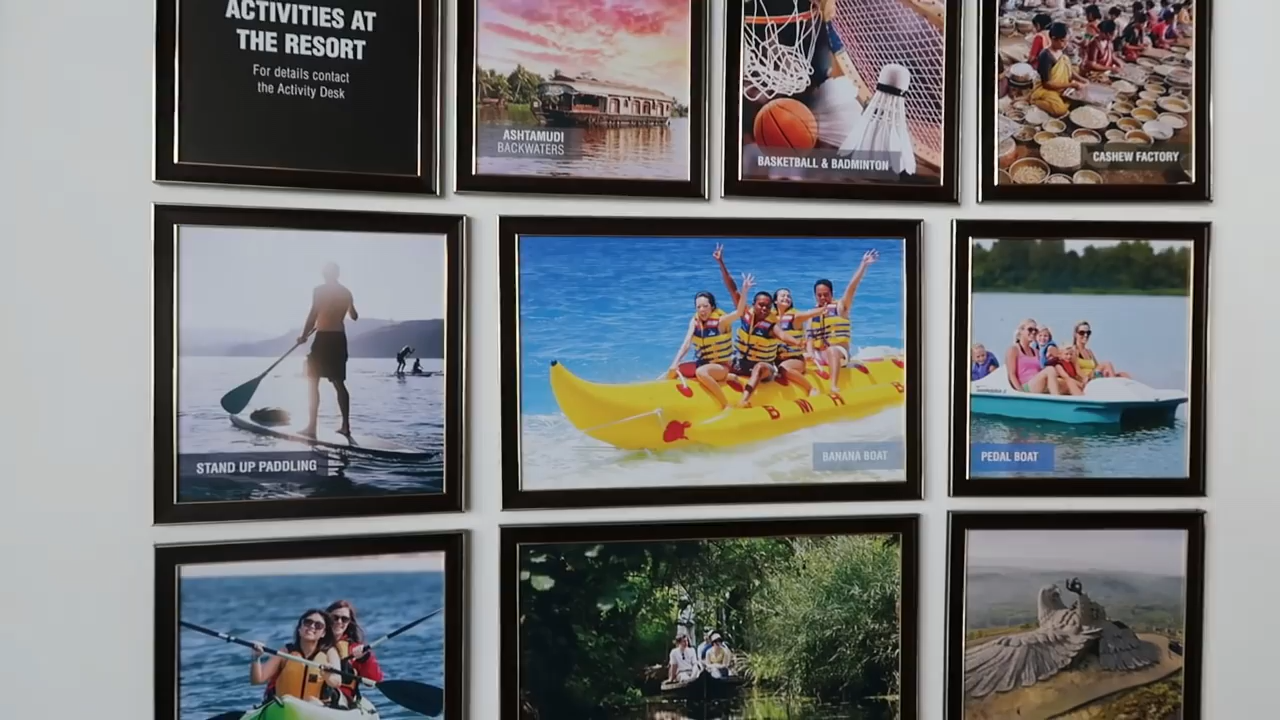 ACTIVITIES AT
THE RESORT
For details contact
the Activity Desk
ASHTAMUDI
BACKWATERS
BASKETBALL & BADMINTON
CASHEW FACTORY
STAND UP PADDLING
BANANA BOAT
PEDAL BOAT